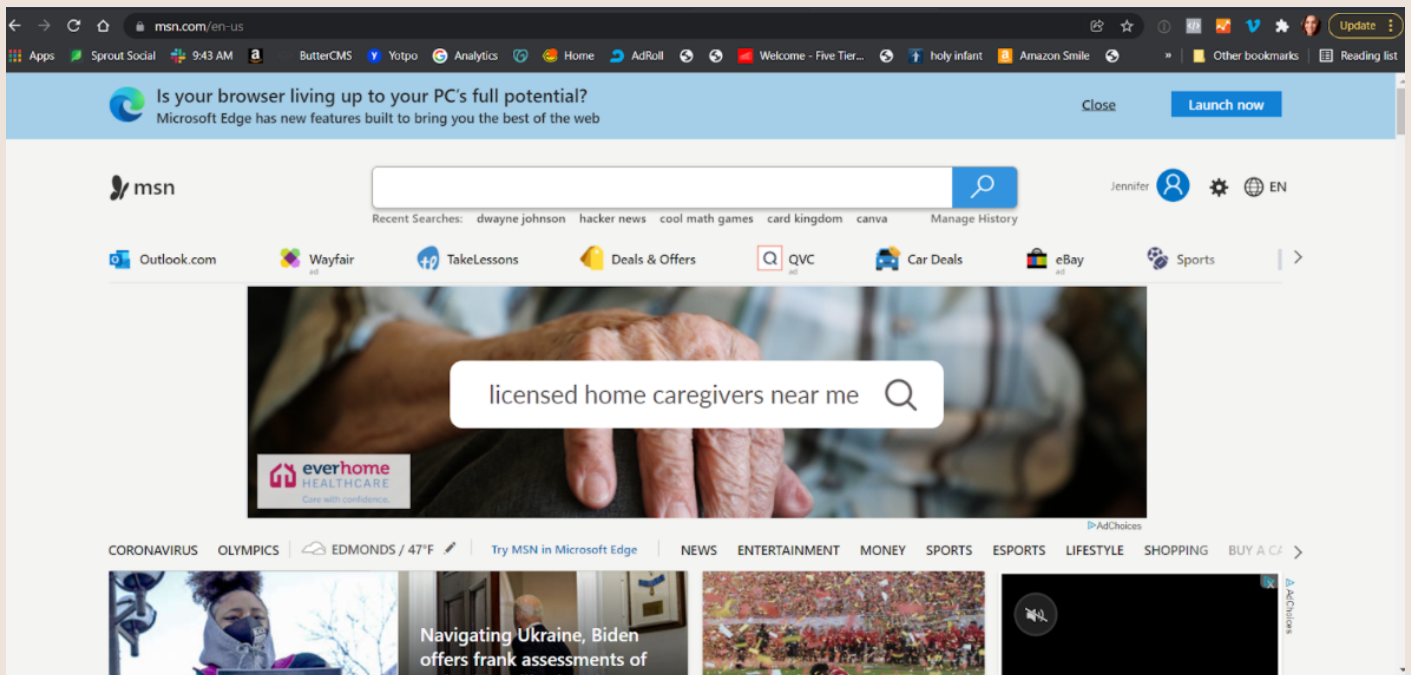 msn.com/en-us
Update
Apps Sprout Social 9:43 AM ButterCMS Yotpo Analytics Home AdRoll Welcome - Five Tier... holy infant Amazon Smile » Other bookmarks Reading list
Is your browser living up to your PC's full potential?
Microsoft Edge has new features built to bring you the best of the web
Close
Launch now
msn
Jennifer
EN
Recent Searches: dwayne johnson hacker news cool math games card kingdom canva Manage History
Outlook.com Wayfair TakeLessons Deals & Offers QVC Car Deals eBay Sports
ad ad ad
licensed home caregivers near me
everhome
HEALTHCARE
Care with confidence.
AdChoices
CORONAVIRUS OLYMPICS EDMONDS / 47°F Try MSN in Microsoft Edge NEWS ENTERTAINMENT MONEY SPORTS ESPORTS LIFESTYLE SHOPPING BUY A CA
AdChoices
Navigating Ukraine, Biden
offers frank assessments of